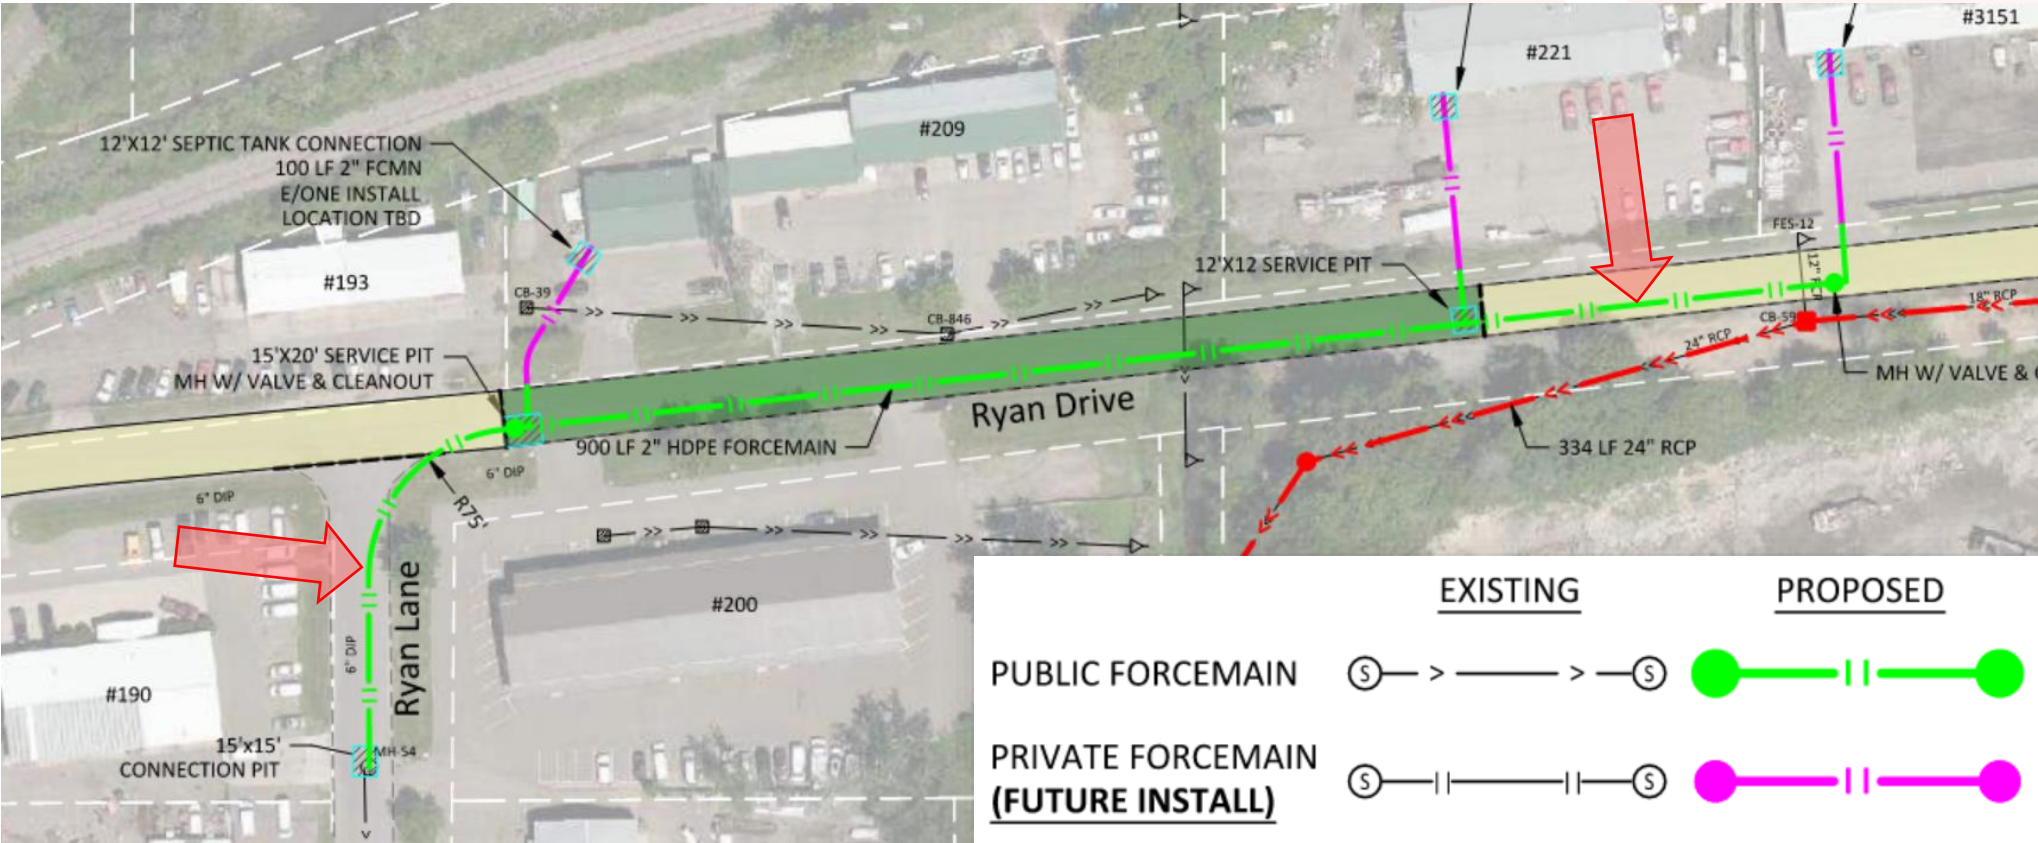 #3151
#221
#209
12'X12' SEPTIC TANK CONNECTION
100 LF 2" FCMN
E/ONE INSTALL
LOCATION TBD
#193
CB-39
CB-846
12'X12 SERVICE PIT
FES-12
12" FCP
18" RCP
CB-59
24" RCP
15'X20' SERVICE PIT
MH W/ VALVE & CLEANOUT
MH W/ VALVE &
Ryan Drive
900 LF 2" HDPE FORCEMAIN
334 LF 24" RCP
6" DIP
6" DIP
R75'
Ryan Lane
6" DIP
#200
#190
15'x15'
CONNECTION PIT
MH-54
EXISTING
PROPOSED
PUBLIC FORCEMAIN
S
S
PRIVATE FORCEMAIN
(FUTURE INSTALL)
S
S